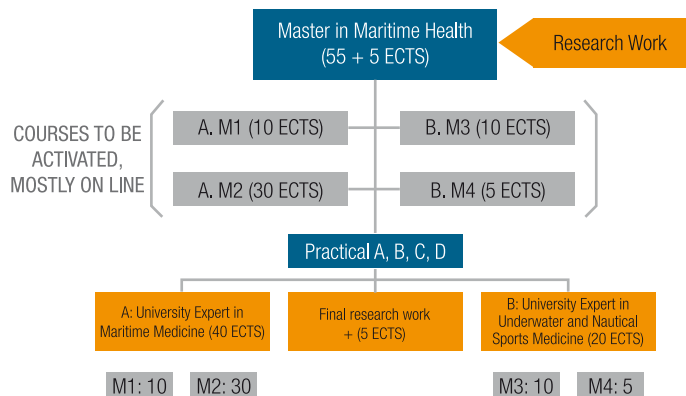 Master in Maritime Health
(55 + 5 ECTS)
Research Work
COURSES TO BE
ACTIVATED,
MOSTLY ON LINE
A. M1 (10 ECTS)
B. M3 (10 ECTS)
A. M2 (30 ECTS)
B. M4 (5 ECTS)
Practical A, B, C, D
A: University Expert in
Maritime Medicine (40 ECTS)
Final research work
+ (5 ECTS)
B: University Expert in
Underwater and Nautical
Sports Medicine (20 ECTS)
M1: 10
M2: 30
M3: 10
M4: 5